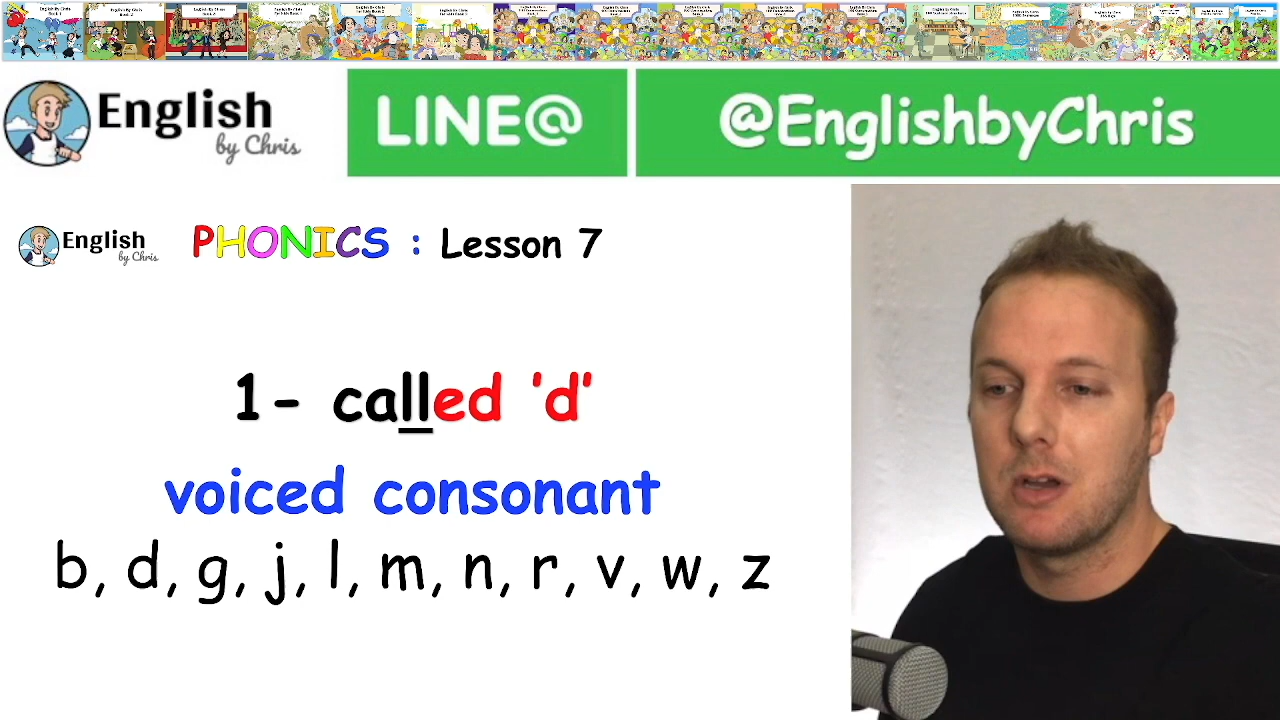 English
by Chris
LINE@
@EnglishbyChris
English
by Chris
PHONICS : Lesson 7
1- called 'd'
voiced consonant
b, d, g, j, l, m, n, r, v, w, z